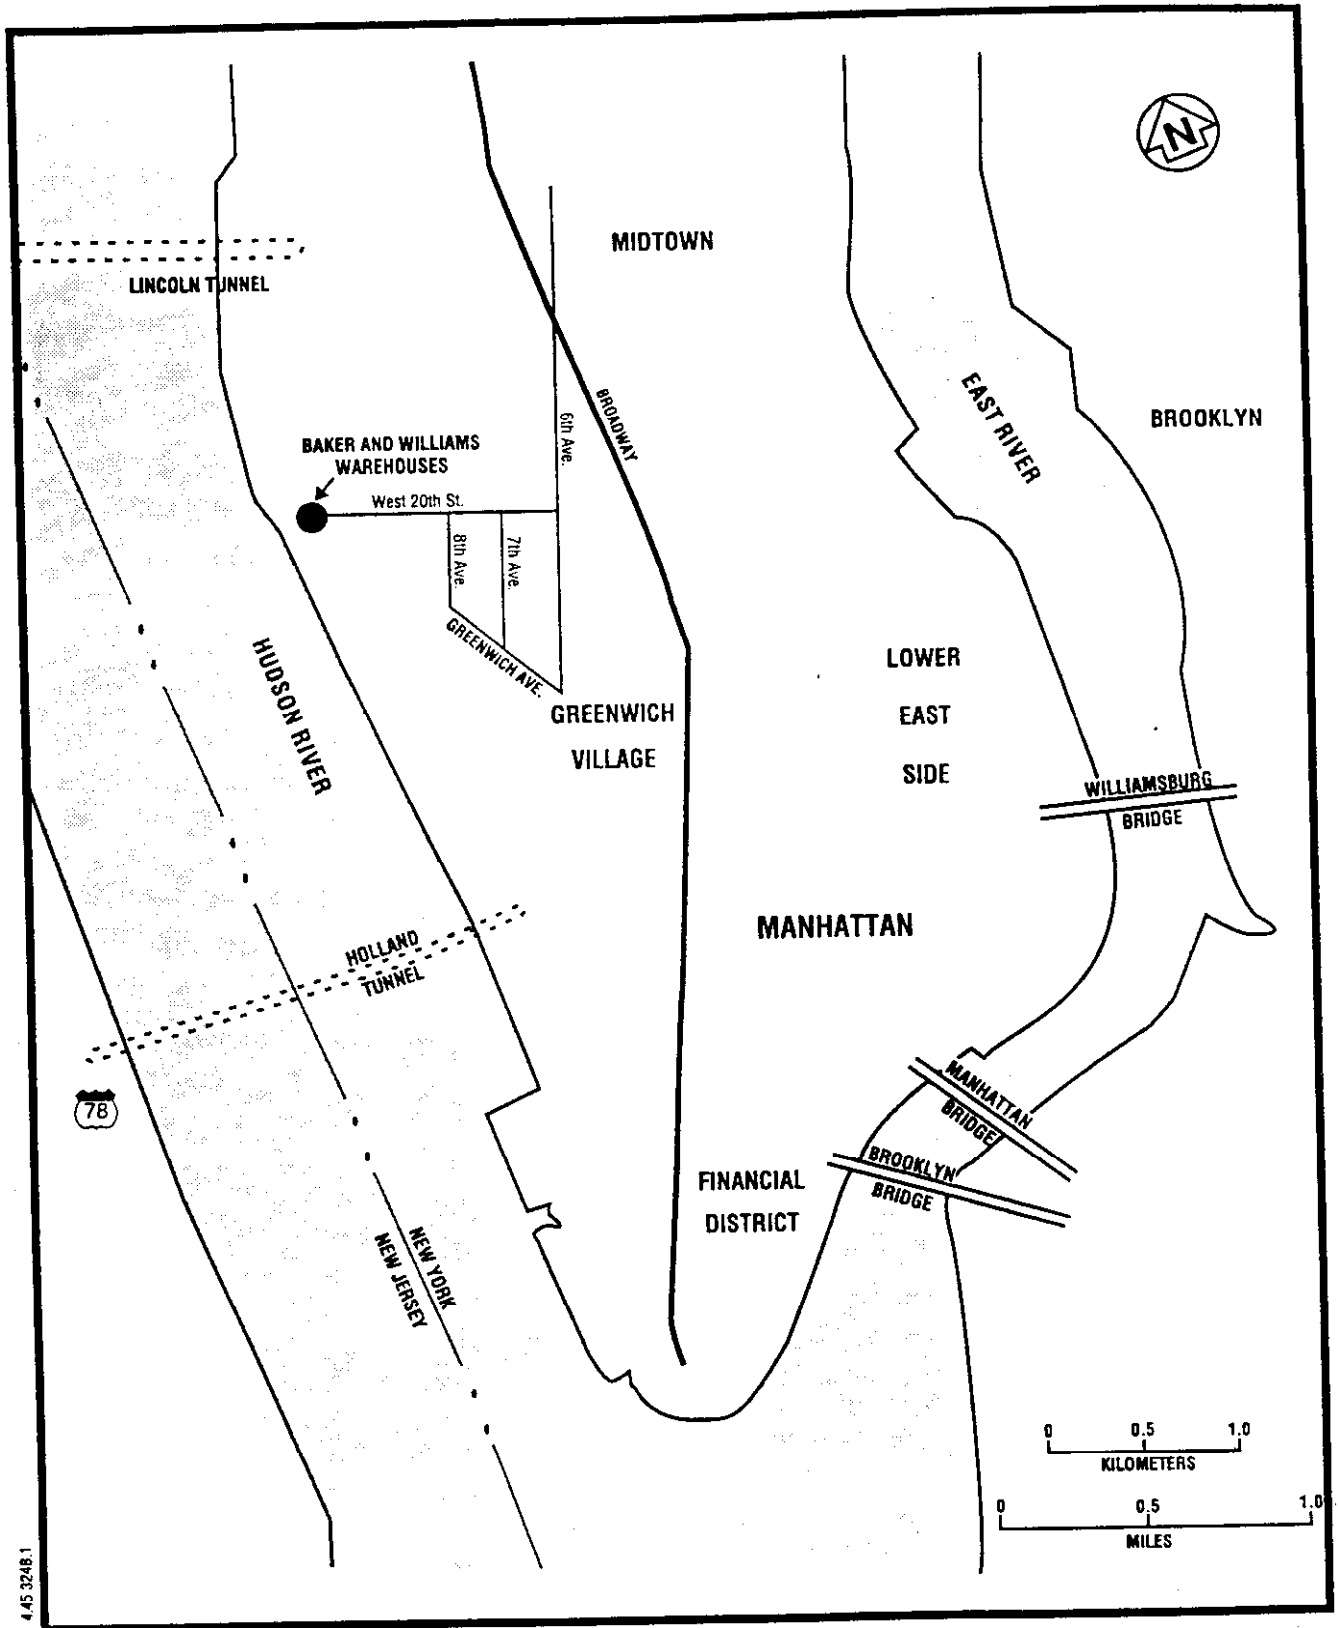 N
MIDTOWN
LINCOLN TUNNEL
BROADWAY
6th Ave.
EAST RIVER
BROOKLYN
BAKER AND WILLIAMS
WAREHOUSES
West 20th St.
8th Ave.
7th Ave.
GREENWICH AVE.
HUDSON RIVER
GREENWICH
VILLAGE
LOWER
EAST
SIDE
WILLIAMSBURG
BRIDGE
MANHATTAN
HOLLAND
TUNNEL
78
MANHATTAN
BRIDGE
BROOKLYN
BRIDGE
FINANCIAL
DISTRICT
NEW YORK
NEW JERSEY
0 0.5 1.0
KILOMETERS
0 0.5 1.0
MILES
4.45 3248.1